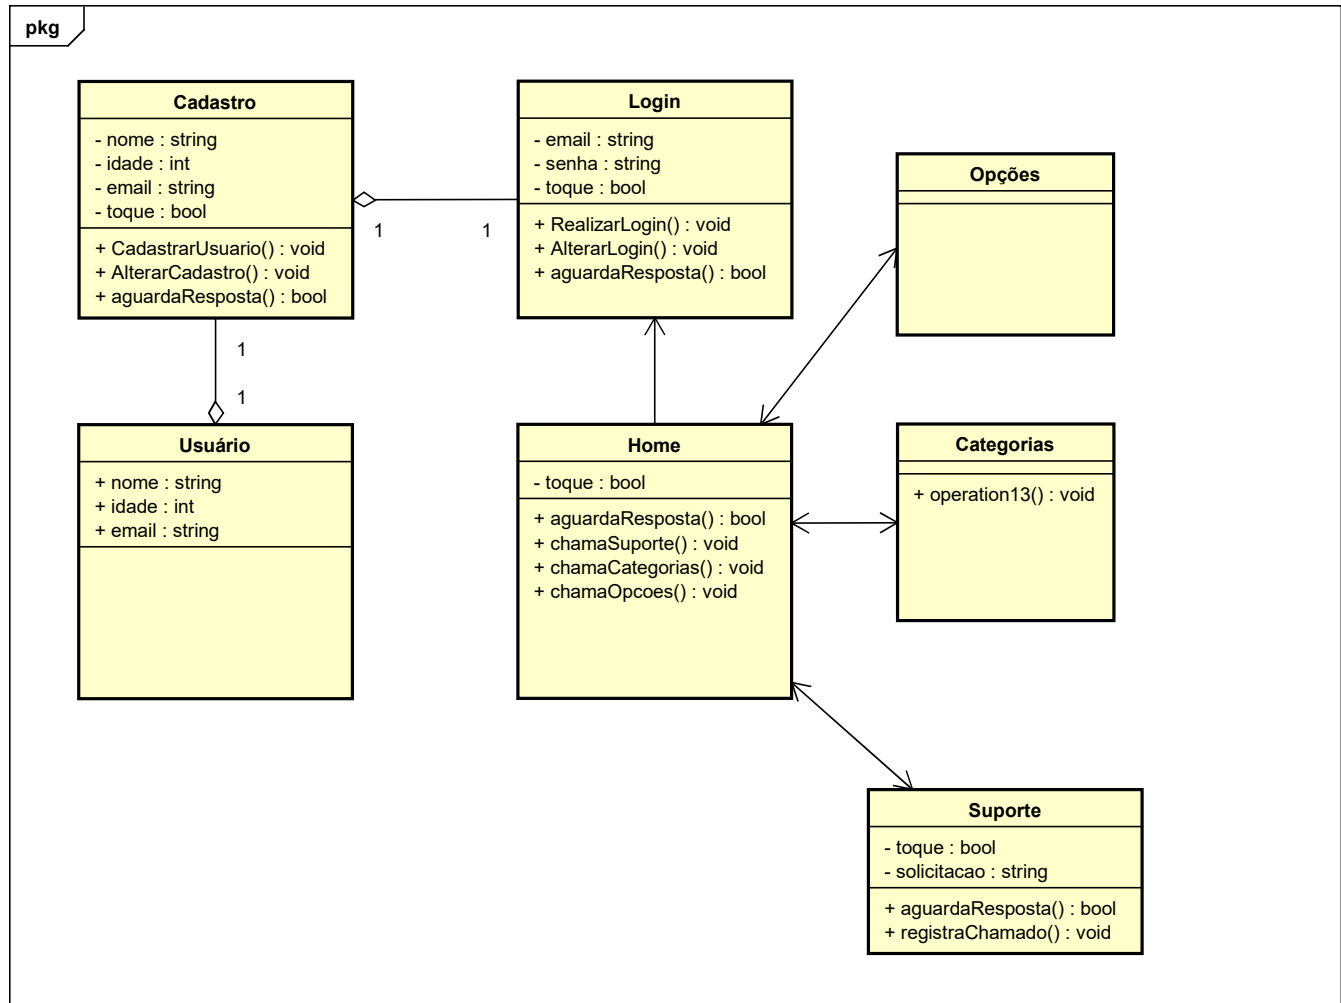 pkg
Cadastro
- nome : string
- idade : int
- email : string
- toque : bool
+ CadastrarUsuario() : void
+ AlterarCadastro() : void
+ aguardaResposta() : bool
1
1
Login
- email : string
- senha : string
- toque : bool
+ RealizarLogin() : void
+ AlterarLogin() : void
+ aguardaResposta() : bool
Opções
1
1
Usuário
+ nome : string
+ idade : int
+ email : string
Home
- toque : bool
+ aguardaResposta() : bool
+ chamaSuporte() : void
+ chamaCategorias() : void
+ chamaOpcoes() : void
Categorias
+ operation13() : void
Suporte
- toque : bool
- solicitacao : string
+ aguardaResposta() : bool
+ registraChamado() : void